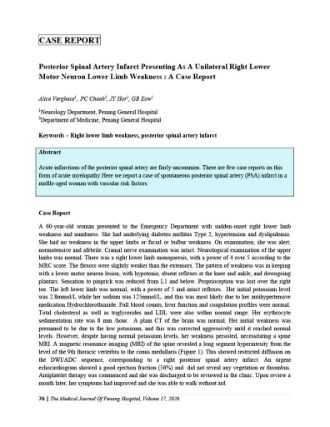 CASE REPORT
Posterior Spinal Artery Infarct Presenting As A Unilateral Right Lower
Motor Neuron Lower Limb Weakness : A Case Report
Alice Verghese¹, PC Cheah², JY Hor¹, GB Eow¹
¹Neurology Department, Penang General Hospital
²Department of Medicine, Penang General Hospital
Keywords – Right lower limb weakness, posterior spinal artery infarct
Abstract
Acute infarctions of the posterior spinal artery are fairly uncommon. There are few case reports on this
form of acute myelopathy. Here we report a case of spontaneous posterior spinal artery (PSA) infarct in a
middle-aged woman with vascular risk factors.
Case Report
A 60-year-old woman presented to the Emergency Department with sudden-onset right lower limb
weakness and numbness. She had underlying diabetes mellitus Type 2, hypertension and dyslipidemia.
She had no weakness in the upper limbs or facial or bulbar weakness. On examination, she was alert,
normotensive and afebrile. Cranial nerve examination was intact. Neurological examination of the upper
limbs was normal. There was a right lower limb monoparesis, with a power of 4 over 5 according to the
MRC score. The flexors were slightly weaker than the extensors. The pattern of weakness was in keeping
with a lower motor neuron lesion, with hypotonia, absent reflexes at the knee and ankle, and downgoing
plantars. Sensation to pinprick was reduced from L1 and below. Proprioception was lost over the right
toe. The left lower limb was normal, with a power of 5 and intact reflexes. Her initial potassium level
was 2.8mmol/L while her sodium was 125mmol/L, and this was most likely due to her antihypertensive
medication Hydrochlorothiazide. Full blood counts, liver function and coagulation profiles were normal.
Total cholesterol as well as triglycerides and LDL were also within normal range. Her erythrocyte
sedimentation rate was 8 mm /hour. A plain CT of the brain was normal. Her initial weakness was
presumed to be due to the low potassium, and this was corrected aggressively until it reached normal
levels. However, despite having normal potassium levels, her weakness persisted, necessitating a spine
MRI. A magnetic resonance imaging (MRI) of the spine revealed a long segment hyperintensity from the
level of the 9th thoracic vertebra to the conus medullaris (Figure 1). This showed restricted diffusion on
the DWI/ADC sequence, corresponding to a right posterior spinal artery infarct. An urgent
echocardiogram showed a good ejection fraction (56%) and did not reveal any vegetation or thrombus.
Antiplatelet therapy was commenced and she was discharged to be reviewed in the clinic. Upon review a
month later, her symptoms had improved and she was able to walk without aid.
76 | The Medical Journal Of Penang Hospital, Volume 17, 2020.